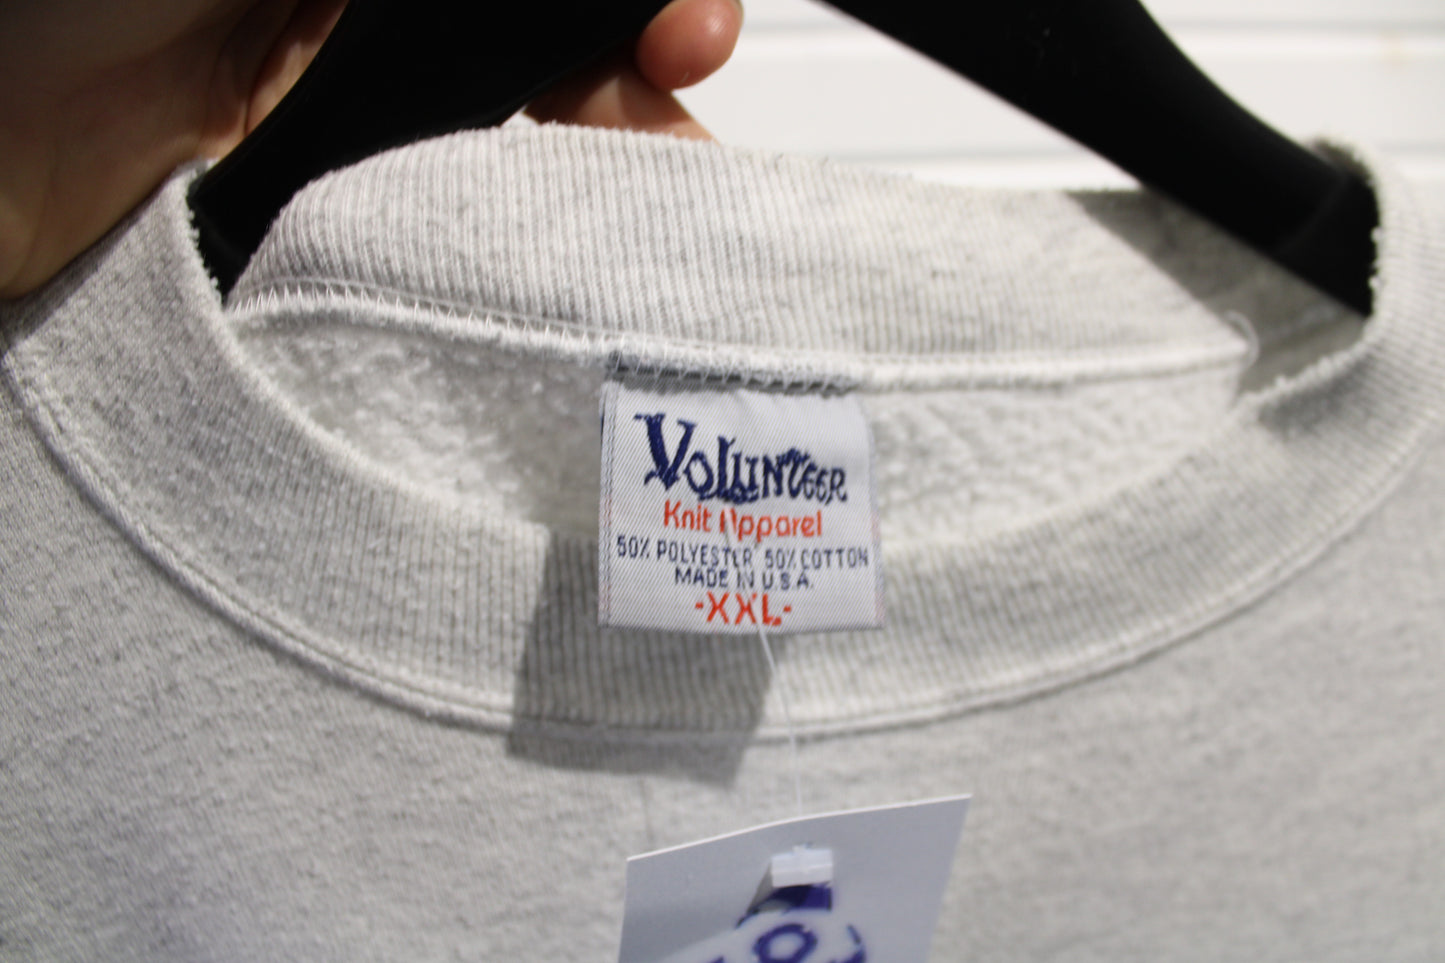 Volunteer
Knit Apparel
50% POLYESTER 50% COTTON
MADE IN U.S.A.
-XXL-